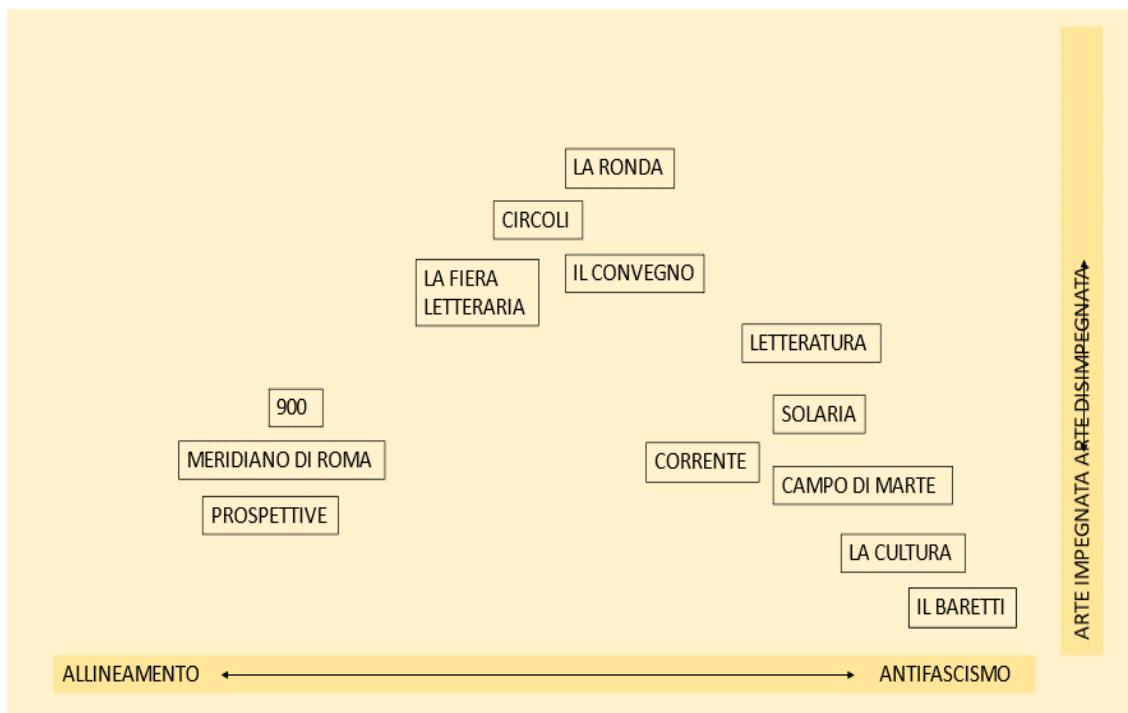 LA RONDA
CIRCOLI
LA FIERA
LETTERARIA
IL CONVEGNO
LETTERATURA
900
SOLARIA
MERIDIANO DI ROMA
CORRENTE
CAMPO DI MARTE
PROSPETTIVE
LA CULTURA
IL BARETTI
ARTE IMPEGNATA ARTE DISIMPEGNATA
ALLINEAMENTO
ANTIFASCISMO